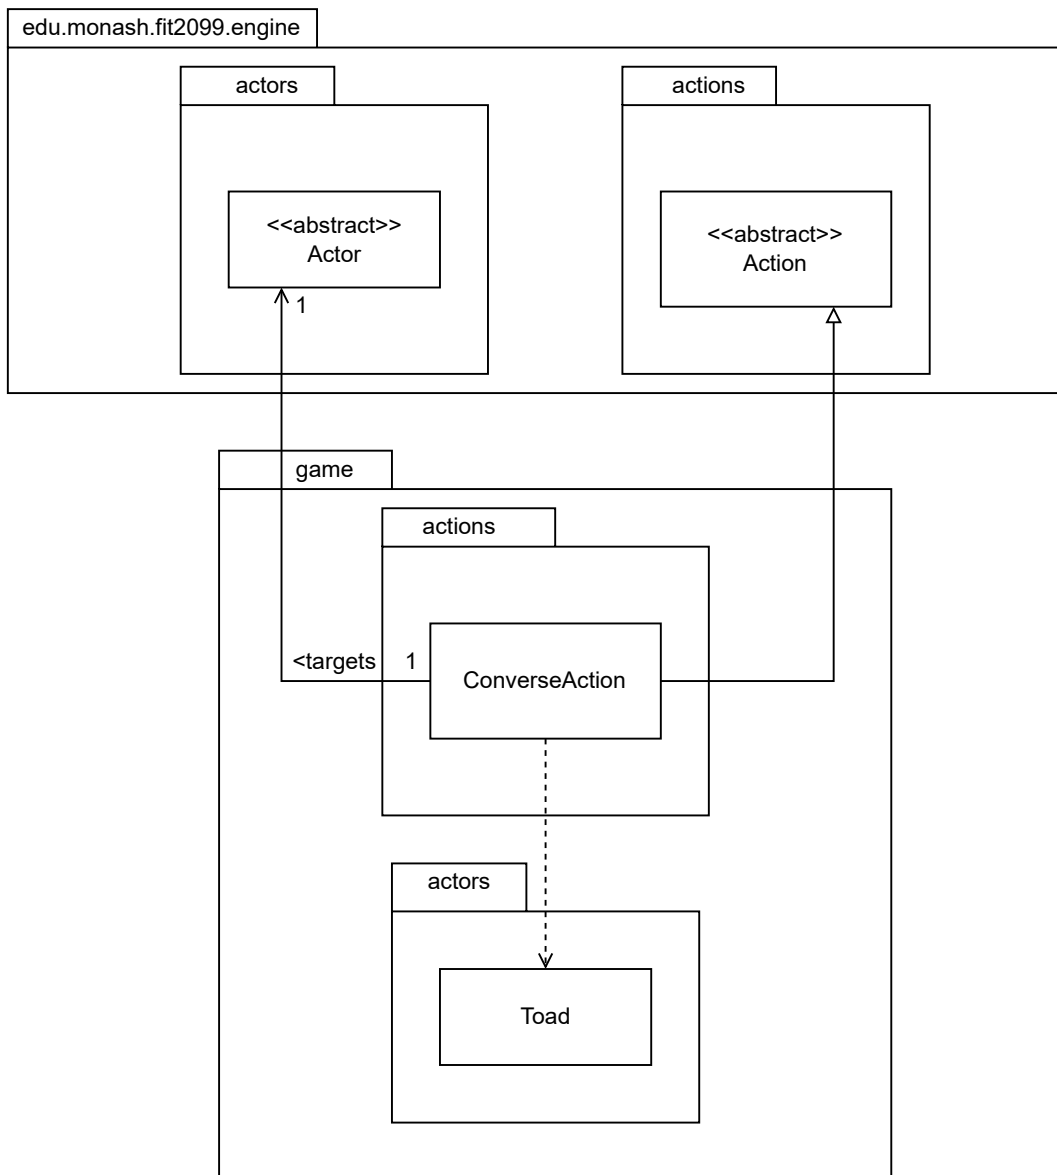 edu.monash.fit2099.engine
actors
actions
<<abstract>>
Actor
<<abstract>>
Action
1
game
actions
<targets
1
ConverseAction
actors
Toad